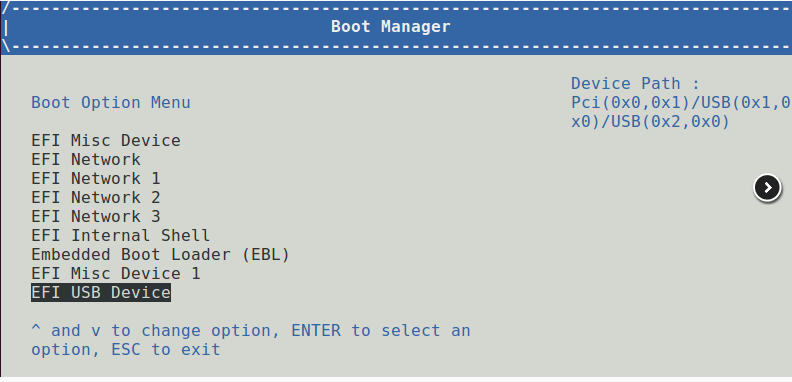 /------------------------------------------------------------------------------
| Boot Manager
\------------------------------------------------------------------------------
Device Path :
Boot Option Menu Pci(0x0,0x1)/USB(0x1,0
x0)/USB(0x2,0x0)
EFI Misc Device
EFI Network
EFI Network 1
EFI Network 2
EFI Network 3
EFI Internal Shell
Embedded Boot Loader (EBL)
EFI Misc Device 1
EFI USB Device
^ and v to change option, ENTER to select an
option, ESC to exit